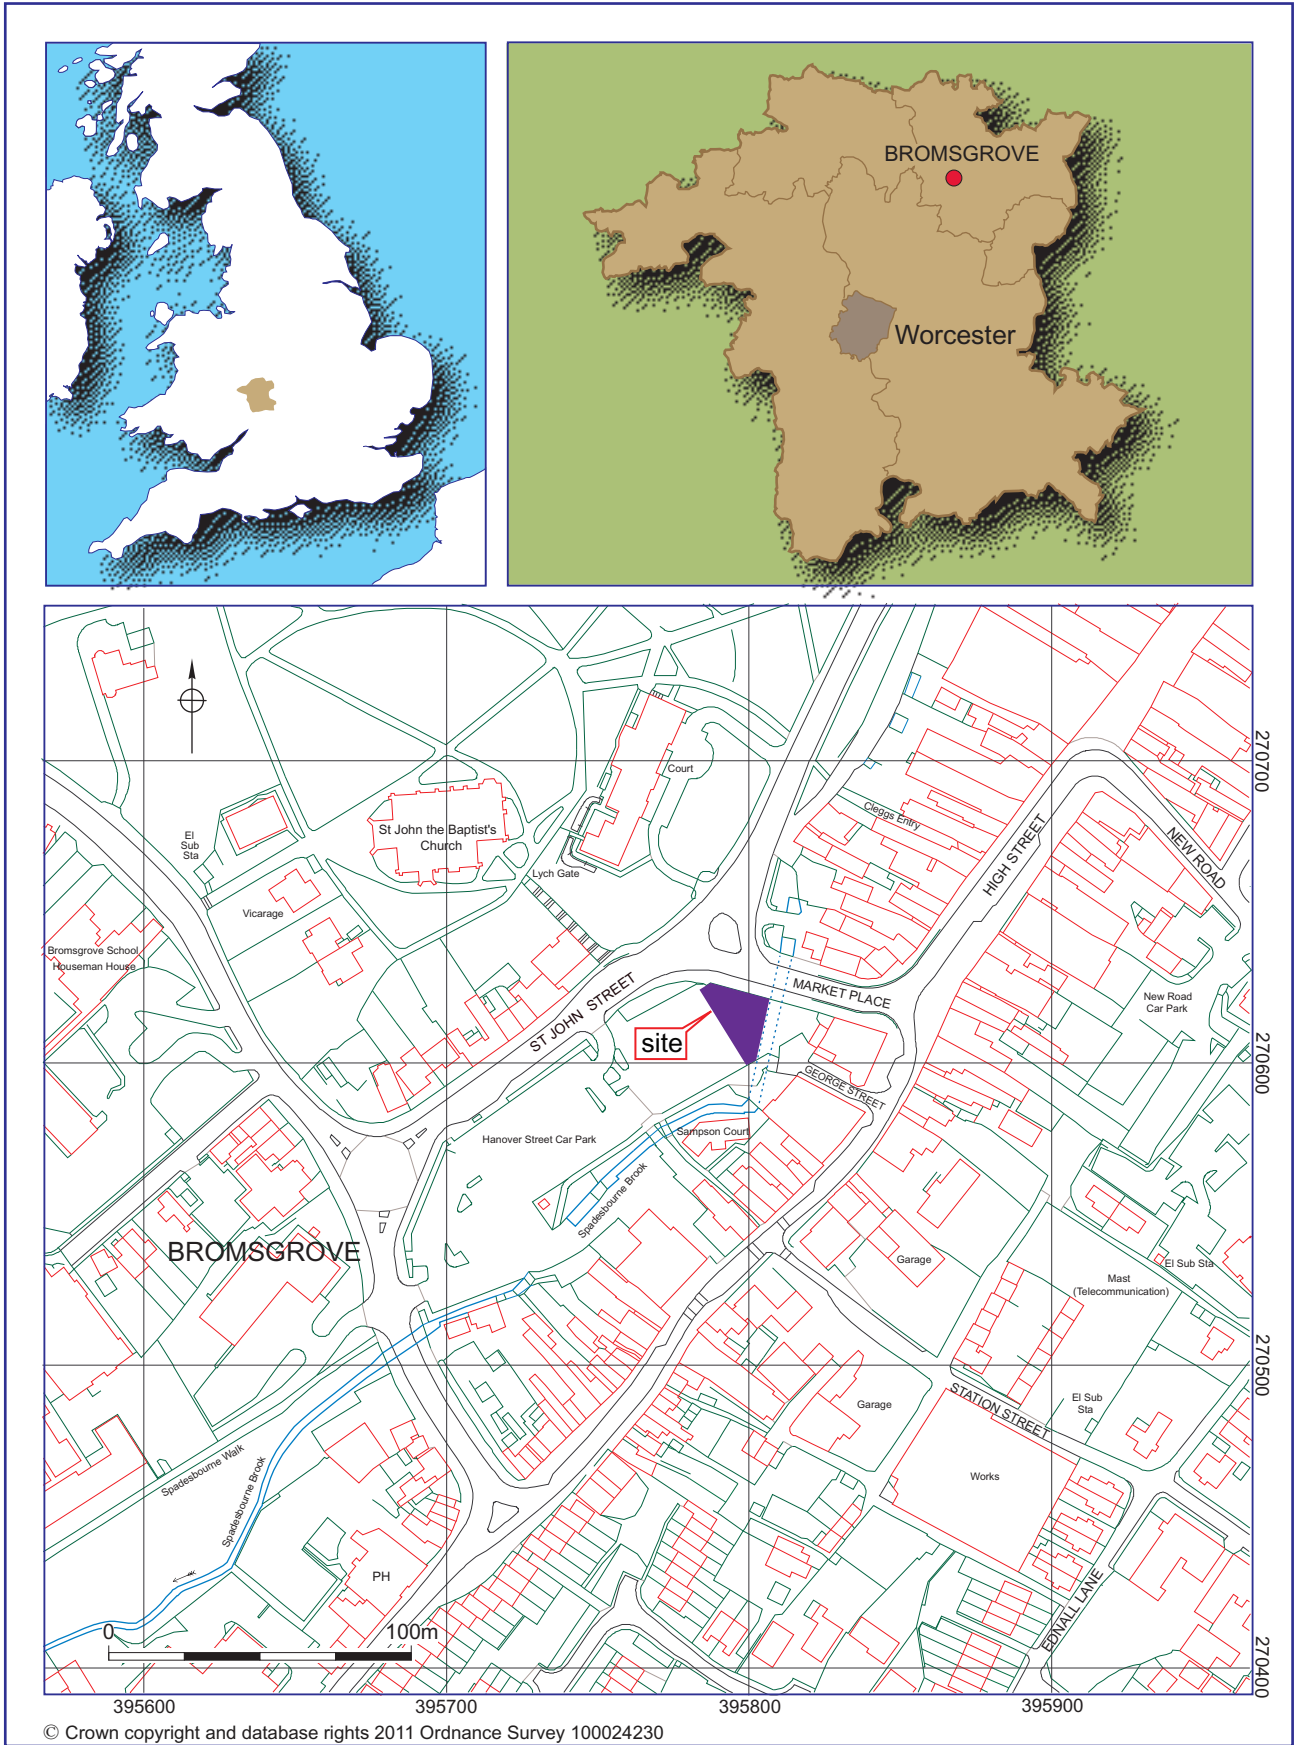 BROMSGROVE
Worcester
Court
Cleggs Entry
HIGH STREET
NEW ROAD
270700
St John the Baptist's
Church
El
Sub
Sta
Lych Gate
Vicarage
Bromsgrove School
Houseman House
ST JOHN STREET
MARKET PLACE
New Road
Car Park
site
270600
GEORGE STREET
Hanover Street Car Park
Sampson Court
Spadesbourne Brook
BROMSGROVE
Garage
El Sub Sta
Mast
(Telecommunication)
270500
STATION STREET
Garage
El Sub
Sta
Spadesbourne Walk
Spadesbourne Brook
Works
PH
EDNALL LANE
0
100m
270400
395600
395700
395800
395900
© Crown copyright and database rights 2011 Ordnance Survey 100024230